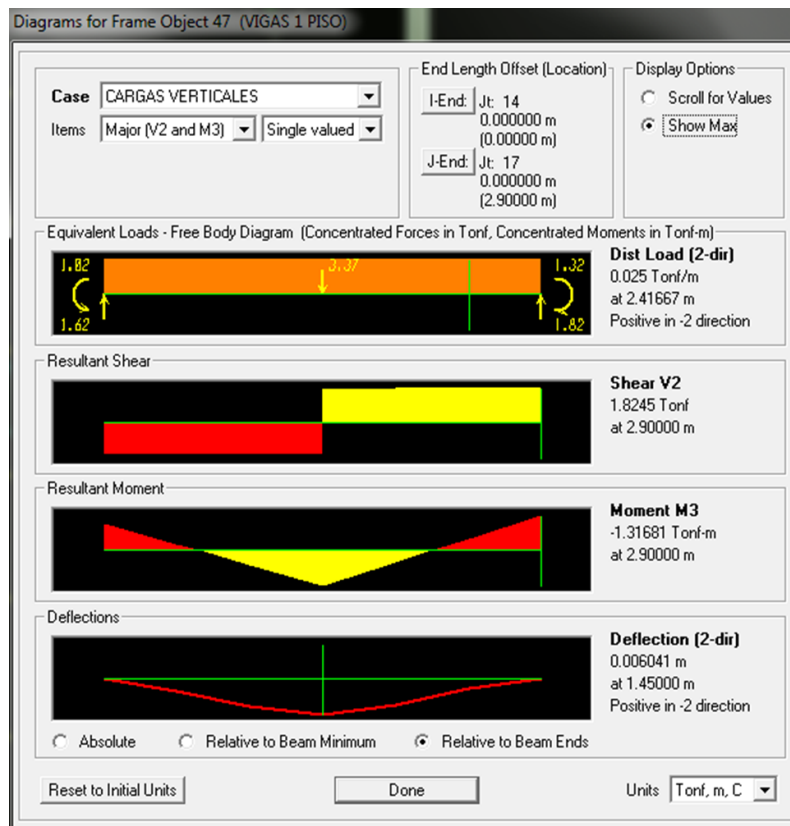 Diagrams for Frame Object 47 (VIGAS 1 PISO)
Case CARGAS VERTICALES
Items Major (V2 and M3) Single valued
End Length Offset (Location)
I-End: Jt: 14
0.000000 m
(0.00000 m)
J-End: Jt: 17
0.000000 m
(2.90000 m)
Display Options
Scroll for Values
Show Max
Equivalent Loads - Free Body Diagram (Concentrated Forces in Tonf, Concentrated Moments in Tonf-m)
1.02 3.37 1.32
1.62 1.82
Dist Load (2-dir)
0.025 Tonf/m
at 2.41667 m
Positive in -2 direction
Resultant Shear
Shear V2
1.8245 Tonf
at 2.90000 m
Resultant Moment
Moment M3
-1.31681 Tonf-m
at 2.90000 m
Deflections
Deflection (2-dir)
0.006041 m
at 1.45000 m
Positive in -2 direction
Absolute Relative to Beam Minimum Relative to Beam Ends
Reset to Initial Units Done Units Tonf, m, C